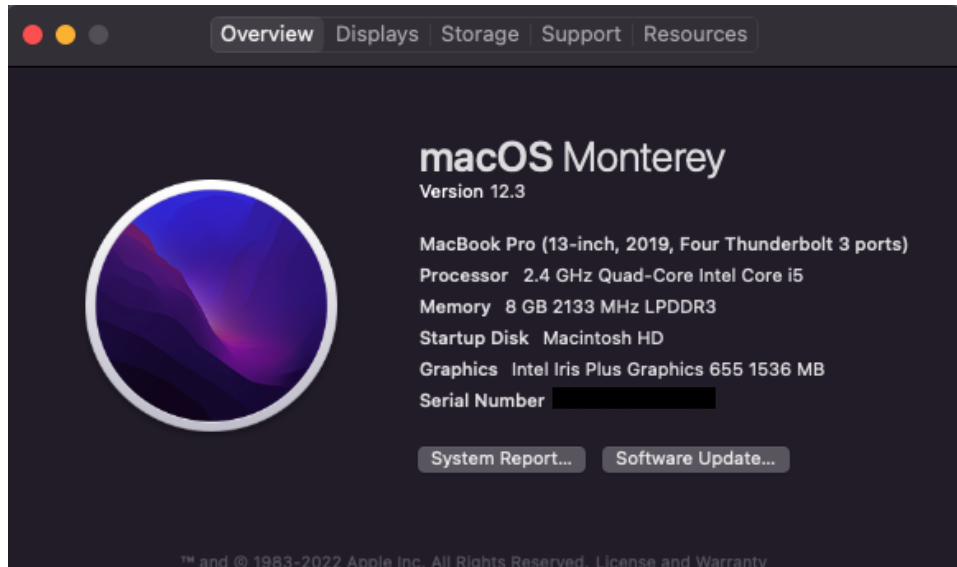 Overview Displays Storage Support Resources
macOS Monterey
Version 12.3
MacBook Pro (13-inch, 2019, Four Thunderbolt 3 ports)
Processor 2.4 GHz Quad-Core Intel Core i5
Memory 8 GB 2133 MHz LPDDR3
Startup Disk Macintosh HD
Graphics Intel Iris Plus Graphics 655 1536 MB
Serial Number
System Report... Software Update...
™ and © 1983-2022 Apple Inc. All Rights Reserved. License and Warranty